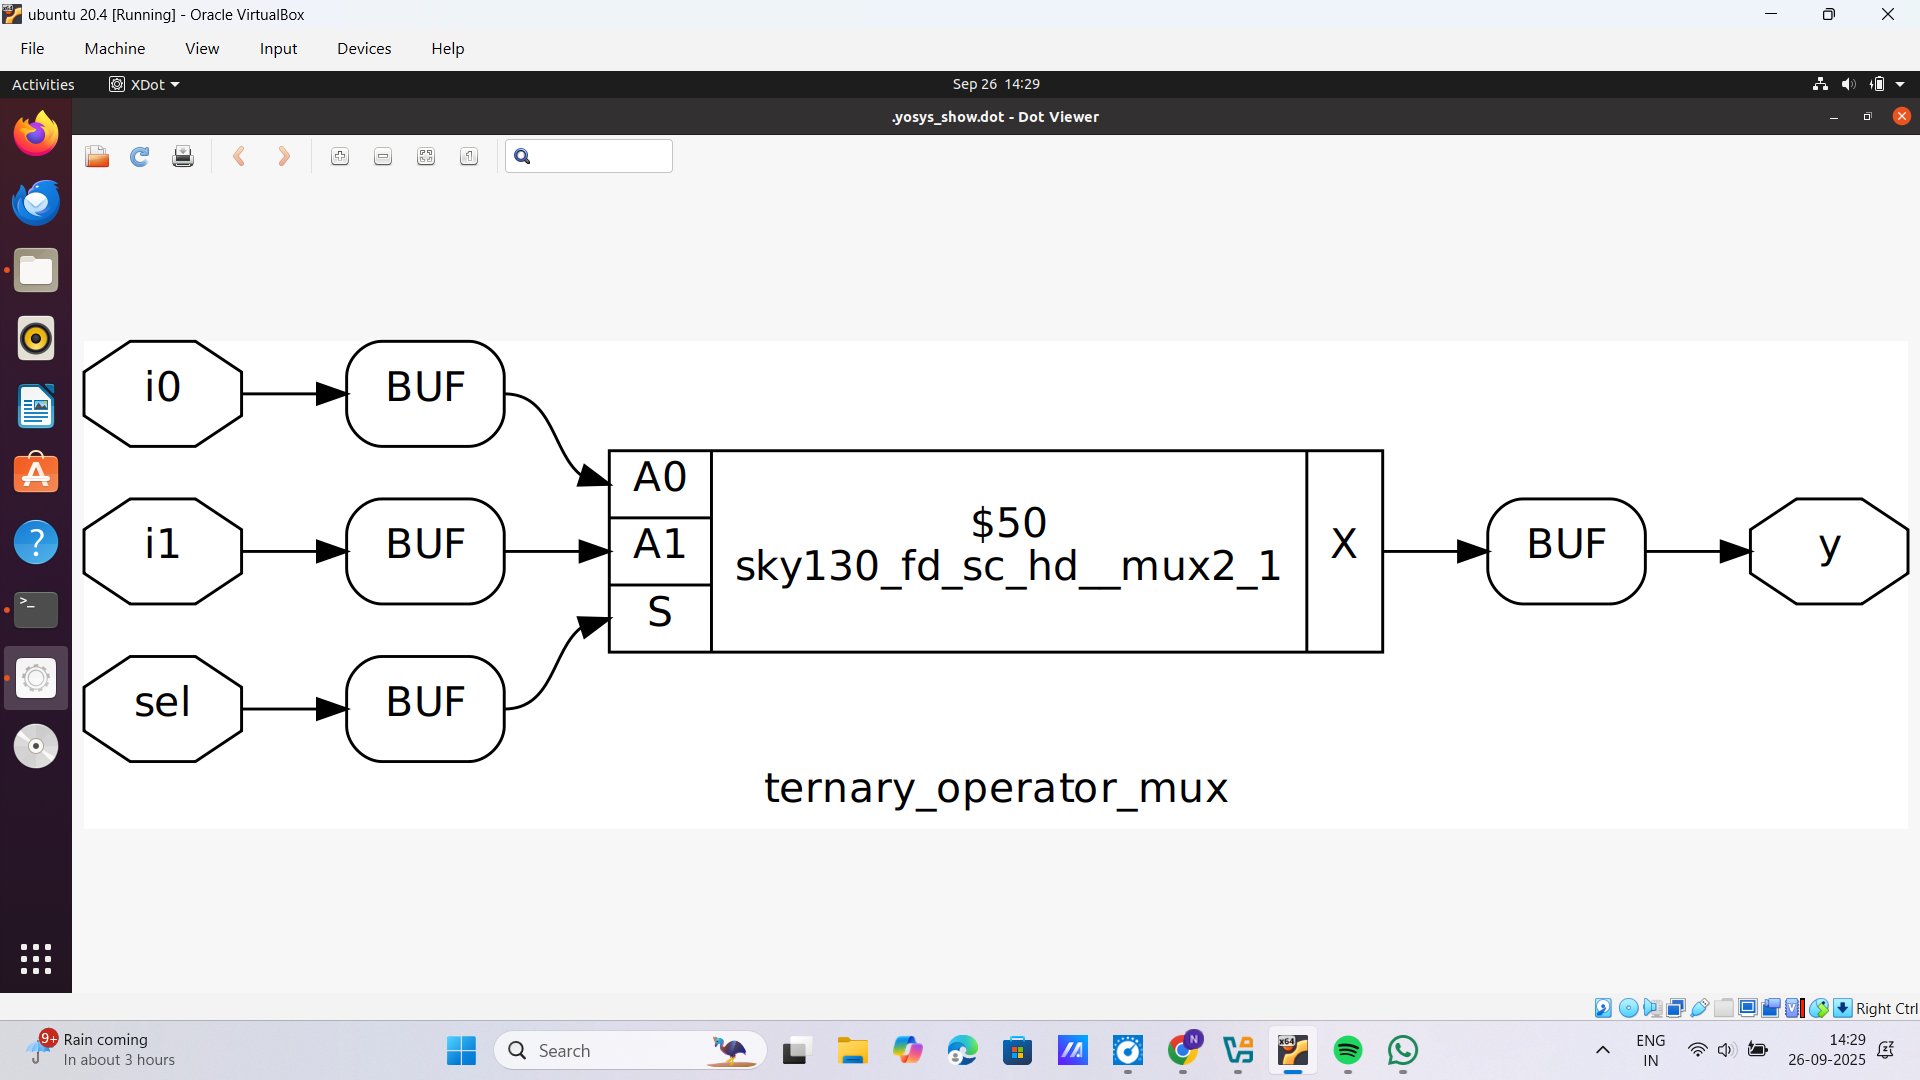 ubuntu 20.4 [Running] - Oracle VirtualBox
File Machine View Input Devices Help
Activities XDot Sep 26 14:29
.yosys_show.dot - Dot Viewer
i0 BUF
A0
i1 BUF A1 $50 X BUF y
sky130_fd_sc_hd__mux2_1
S
sel BUF
ternary_operator_mux
Right Ctrl
9+ Rain coming
In about 3 hours
Search
ENG
IN
14:29
26-09-2025